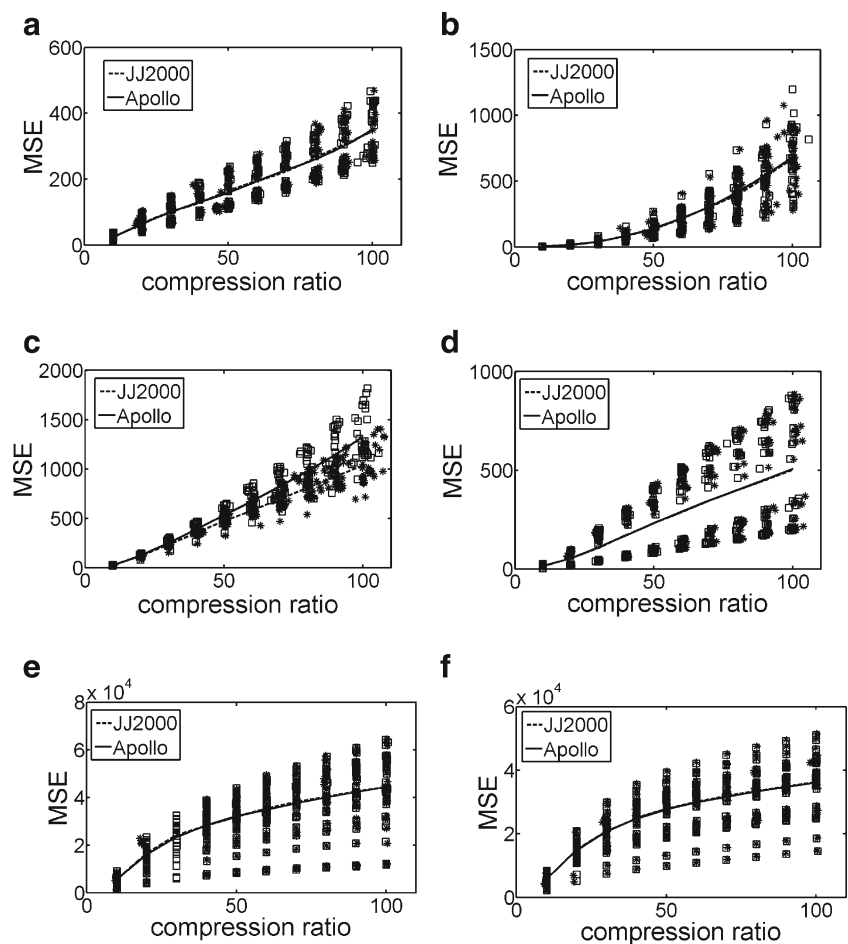 a
600
400
200
0
MSE
JJ2000
Apollo
0 50 100
compression ratio
b
1500
1000
500
0
MSE
JJ2000
Apollo
0 50 100
compression ratio
c
2000
1500
1000
500
0
MSE
JJ2000
Apollo
0 50 100
compression ratio
d
1000
500
0
MSE
JJ2000
Apollo
0 50 100
compression ratio
e
x 10^4
8
6
4
2
0
MSE
JJ2000
Apollo
0 50 100
compression ratio
f
x 10^4
6
4
2
0
MSE
JJ2000
Apollo
0 50 100
compression ratio